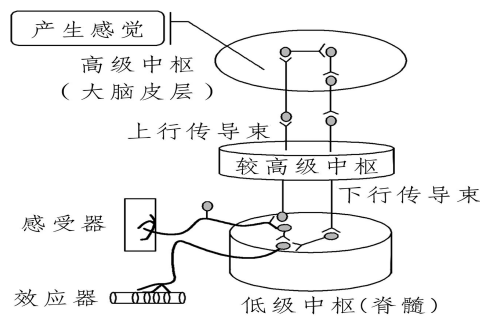 产生感觉
高级中枢
（大脑皮层）
上行传导束
较高级中枢
下行传导束
感受器
效应器
低级中枢(脊髓)